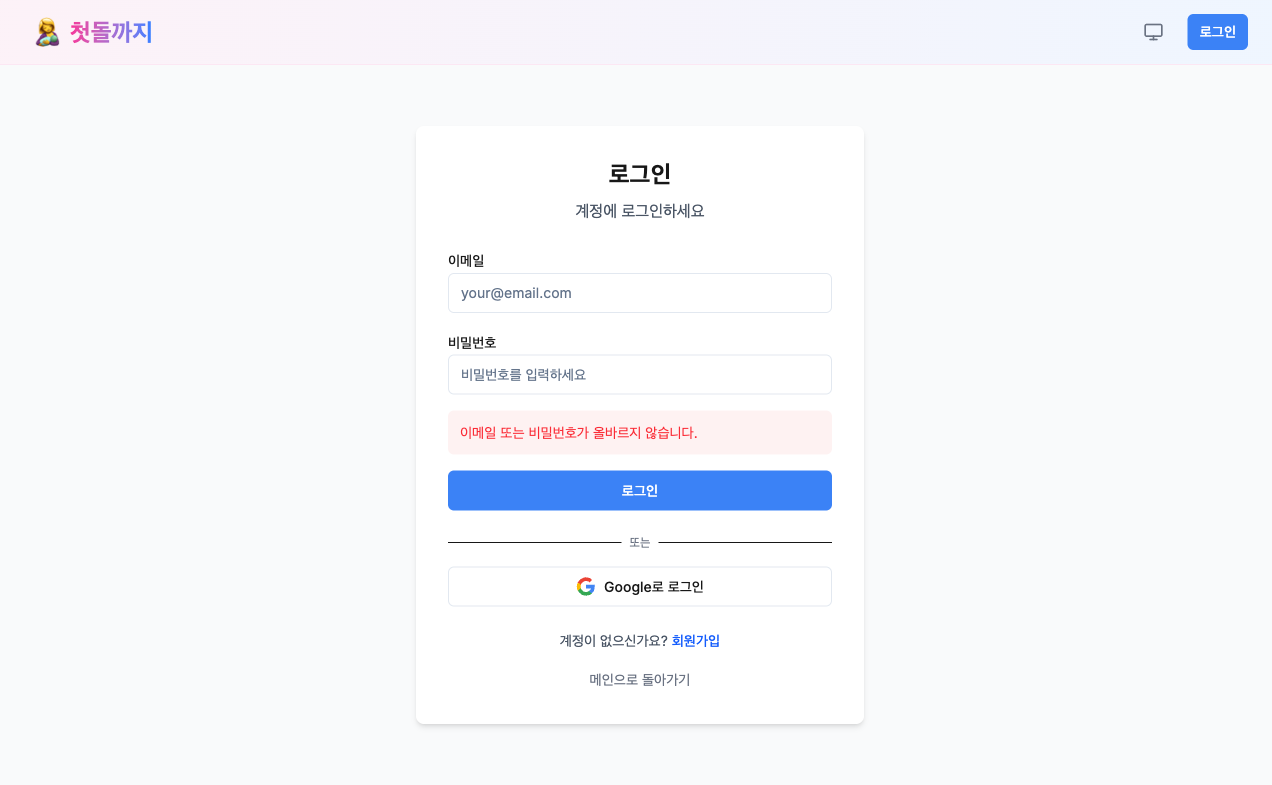 첫돌까지
로그인
로그인
계정에 로그인하세요
이메일
your@email.com
비밀번호
비밀번호를 입력하세요
이메일 또는 비밀번호가 올바르지 않습니다.
로그인
또는
Google로 로그인
계정이 없으신가요? 회원가입
메인으로 돌아가기